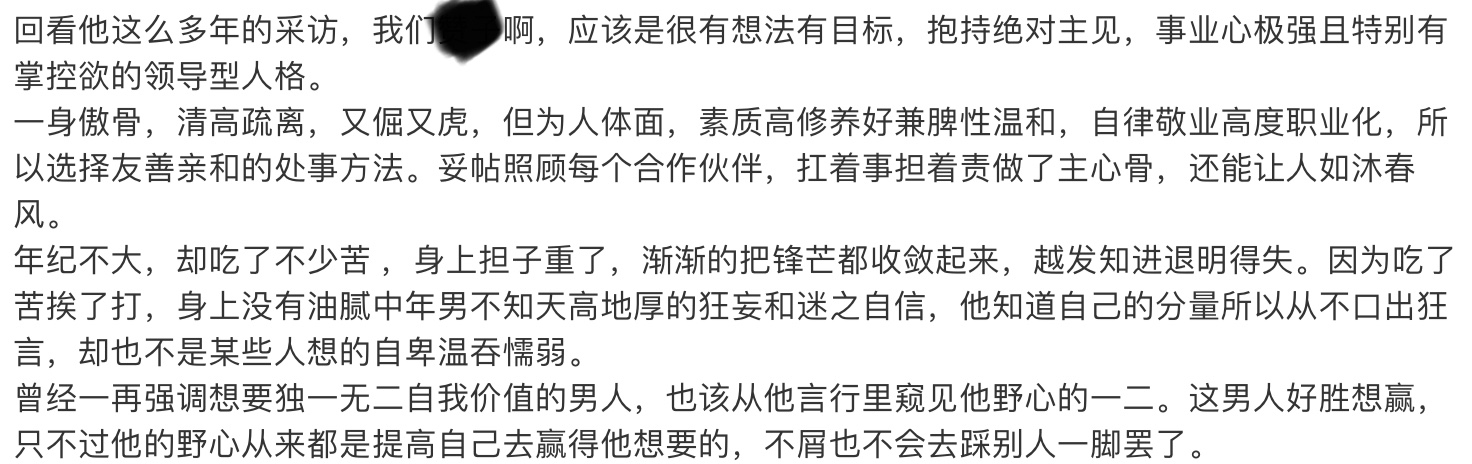 回看他这么多年的采访，我们啊，应该是很有想法有目标，抱持绝对主见，事业心极强且特别有
掌控欲的领导型人格。
一身傲骨，清高疏离，又倔又虎，但为人体面，素质高修养好兼脾性温和，自律敬业高度职业化，所
以选择友善亲和的处事方法。妥帖照顾每个合作伙伴，扛着事担着责做了主心骨，还能让人如沐春
风。
年纪不大，却吃了不少苦 ，身上担子重了，渐渐的把锋芒都收敛起来，越发知进退明得失。因为吃了
苦挨了打，身上没有油腻中年男不知天高地厚的狂妄和迷之自信，他知道自己的分量所以从不口出狂
言，却也不是某些人想的自卑温吞懦弱。
曾经一再强调想要独一无二自我价值的男人，也该从他言行里窥见他野心的一二。这男人好胜想赢，
只不过他的野心从来都是提高自己去赢得他想要的，不屑也不会去踩别人一脚罢了。